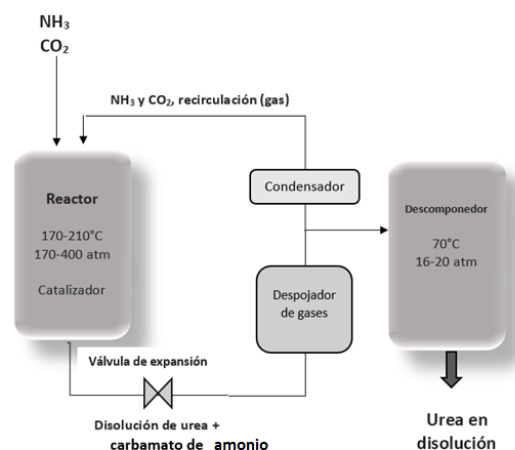 NH₃
CO₂
NH₃ y CO₂, recirculación (gas)
Reactor
170-210°C
170-400 atm
Catalizador
Condensador
Descomponedor
70°C
16-20 atm
Despojador
de gases
Válvula de expansión
Disolución de urea +
carbamato de amonio
Urea en
disolución